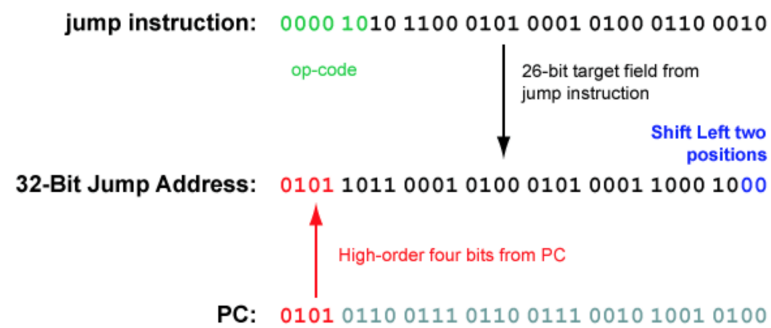 jump instruction: 0000 1010 1100 0101 0001 0100 0110 0010
op-code
26-bit target field from
jump instruction
Shift Left two
positions
32-Bit Jump Address: 0101 1011 0001 0100 0101 0001 1000 1000
High-order four bits from PC
PC: 0101 0110 0111 0110 0111 0010 1001 0100